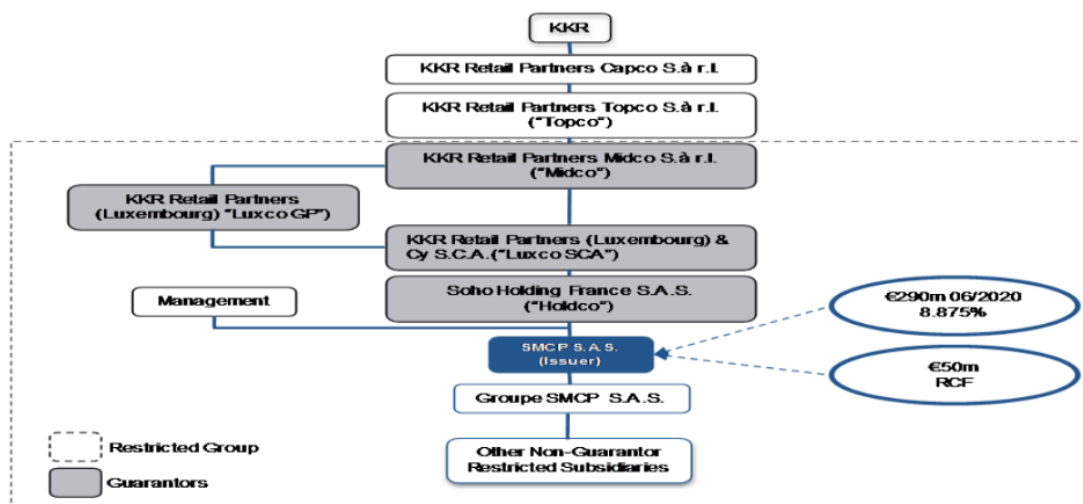 KKR
KKR Retail Partners Capco S.à r.l.
KKR Retail Partners Topco S.à r.l.
("Topco")
KKR Retail Partners Midco S.à r.l.
("Midco")
KKR Retail Partners
(Luxembourg) "Luxco GP")
KKR Retail Partners (Luxembourg) &
Cy S.C.A.("Luxco SCA)
Soho Holding France S.A.S.
("Holdco")
Management
€290m 06/2020
8.875%
SMCP S.A.S.
(Issuer)
€50m
RCF
Groupe SMCP S.A.S.
Other Non-Guarantor
Restricted Subsidiaries
Restricted Group
Guarantors